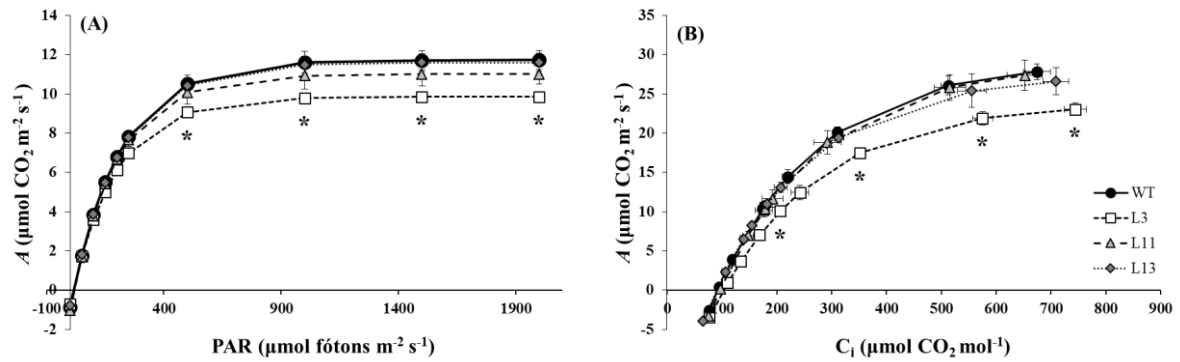 (A)
14
12
10
8
6
4
2
0
-2
-100
400
900
1400
1900
A (µmol CO2 m-2 s-1)
PAR (µmol fótons m-2 s-1)
* * * *
(B)
35
30
25
20
15
10
5
0
-5
0 100 200 300 400 500 600 700 800 900
A (µmol CO2 m-2 s-1)
Ci (µmol CO2 mol-1)
* * * *
WT
L3
L11
L13